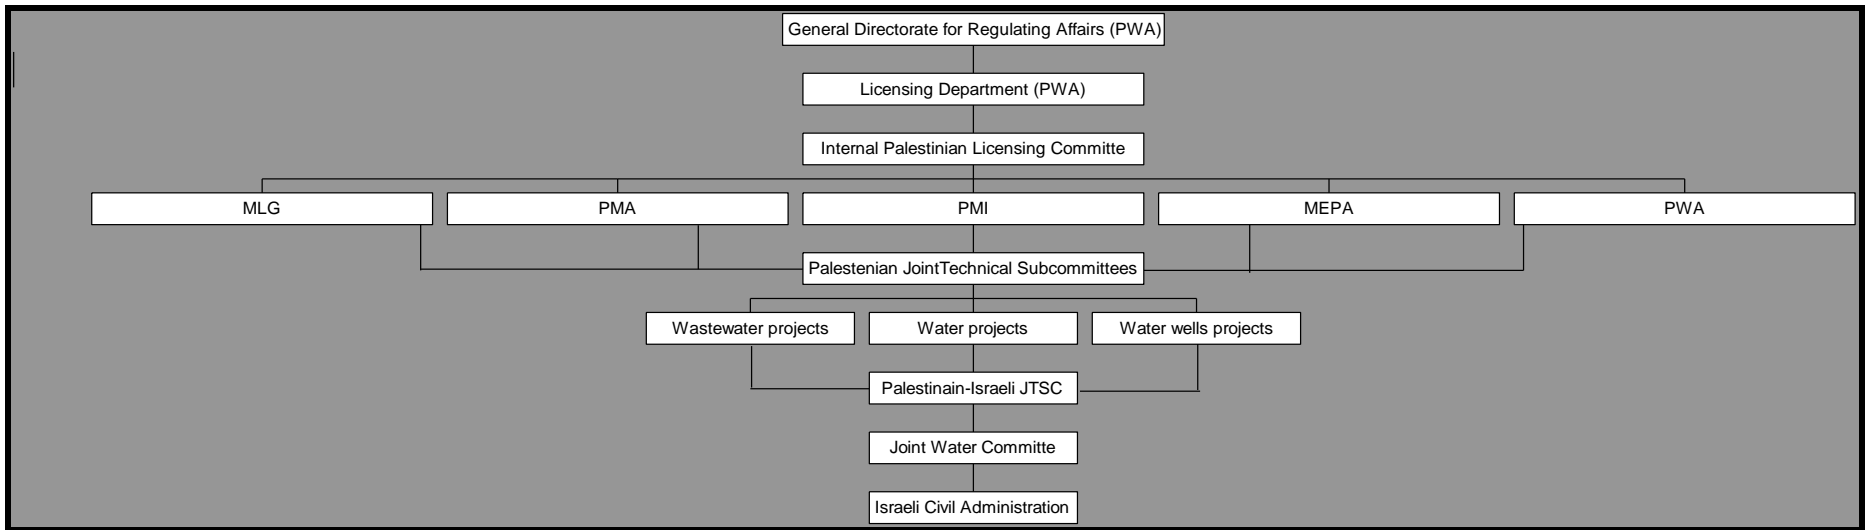 General Directorate for Regulating Affairs (PWA)
Licensing Department (PWA)
Internal Palestinian Licensing Committe
MLG
PMA
PMI
MEPA
PWA
Palestenian JointTechnical Subcommittees
Wastewater projects
Water projects
Water wells projects
Palestinain-Israeli JTSC
Joint Water Committe
Israeli Civil Administration